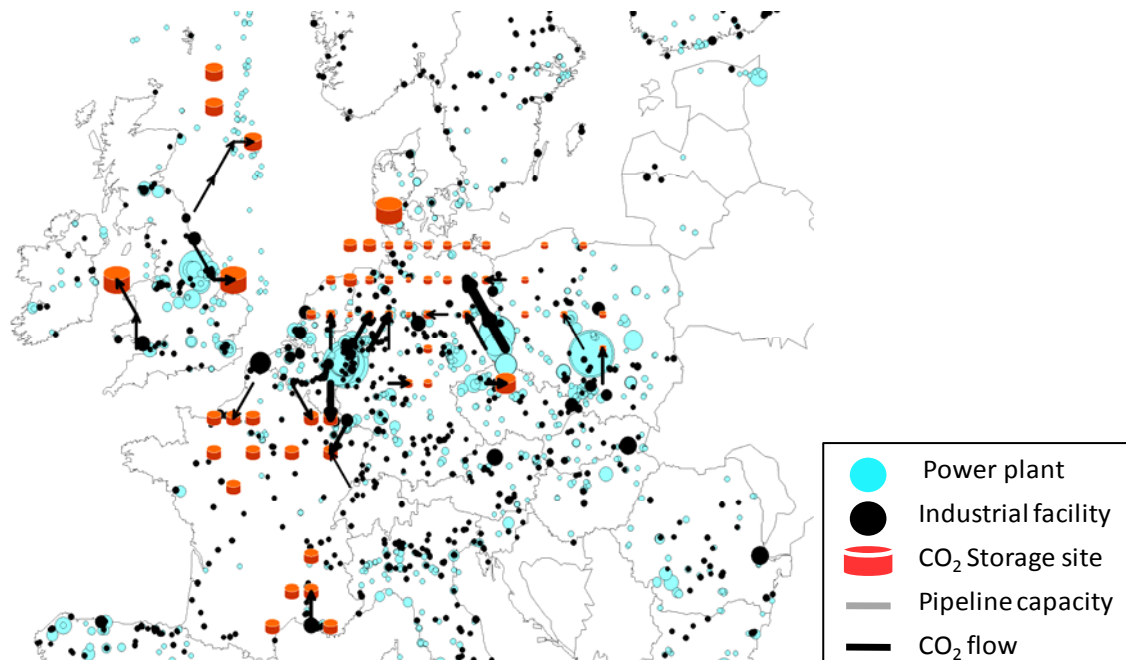 Power plant
Industrial facility
CO₂ Storage site
Pipeline capacity
CO₂ flow